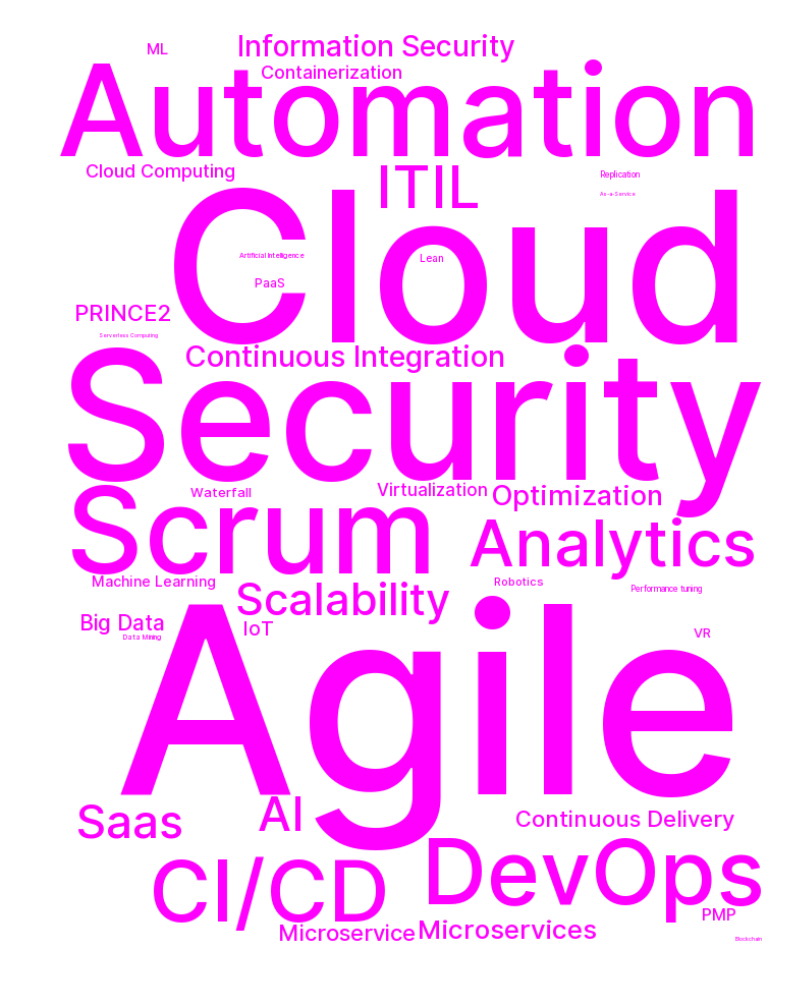 Information Security
ML
Containerization
Automation
Cloud Computing
ITIL
Replication
As-a-Service
Cloud
Artificial Intelligence
Lean
PaaS
PRINCE2
Serverless Computing
Continuous Integration
Security
Waterfall
Virtualization
Optimization
Scrum
Analytics
Machine Learning
Robotics
Performance tuning
Scalability
Big Data
IoT
Data Mining
VR
Agile
Saas
AI
Continuous Delivery
DevOps
CI/CD
PMP
Microservice
Microservices
Blockchain